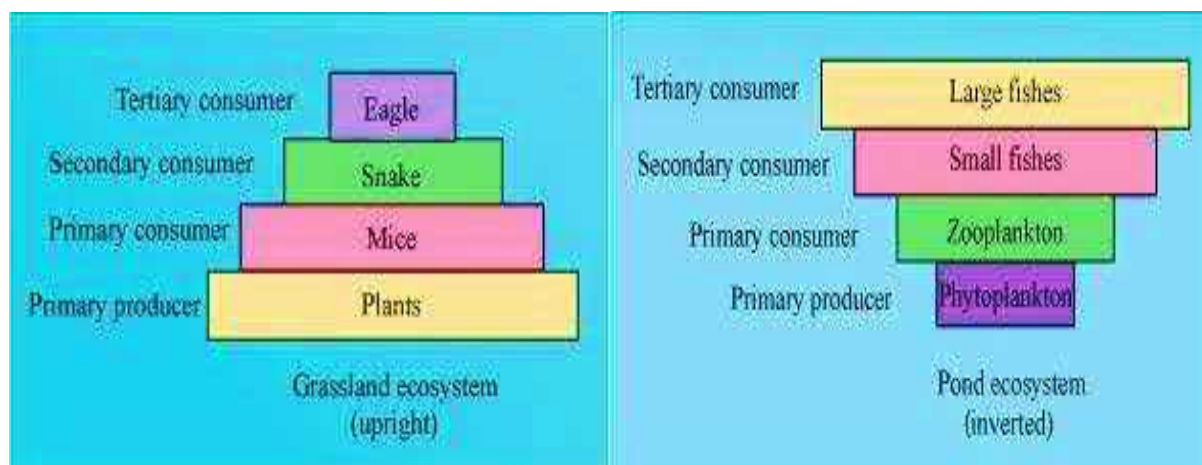 Tertiary consumer
Eagle
Secondary consumer
Snake
Primary consumer
Mice
Primary producer
Plants
Grassland ecosystem
(upright)
Tertiary consumer
Large fishes
Secondary consumer
Small fishes
Primary consumer
Zooplankton
Primary producer
Phytoplankton
Pond ecosystem
(inverted)